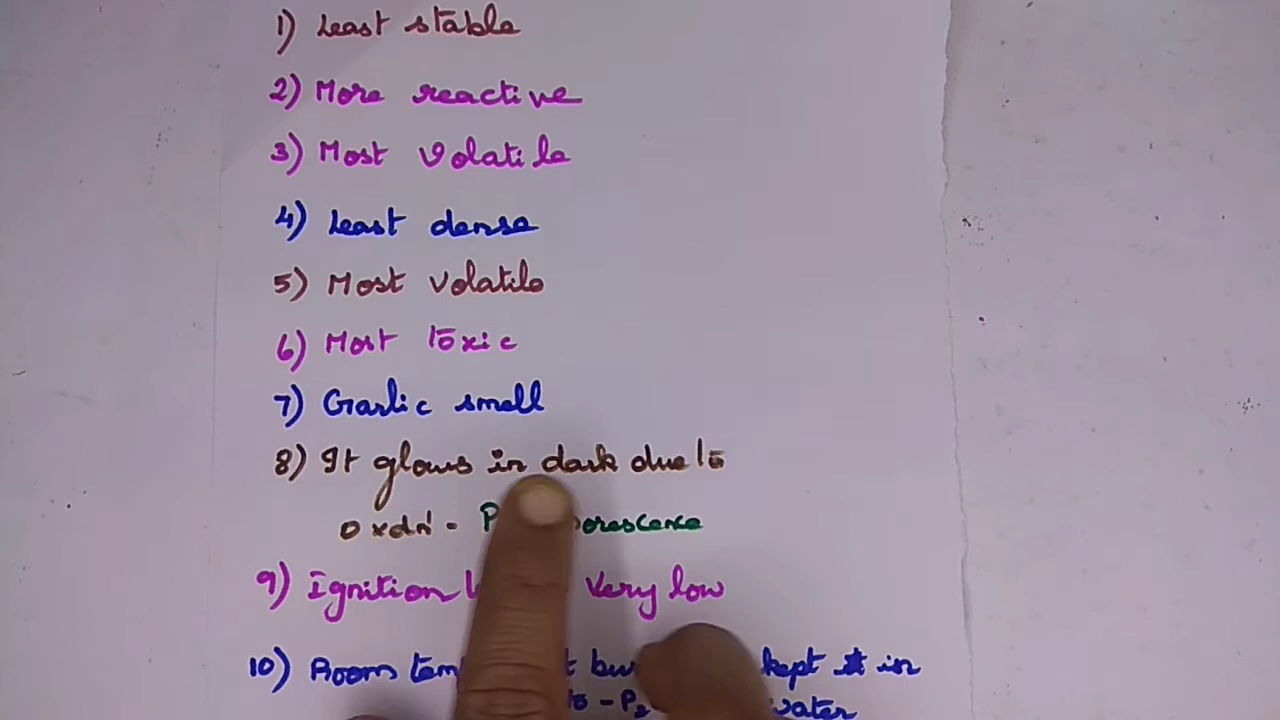 1) Least stable
2) More reactive
3) Most volatile
4) Least dense
5) Most volatile
6) Most toxic
7) Garlic smell
8) It glows in dark due to
oxdn -
9) Ignition very low
10) Room kept in
water